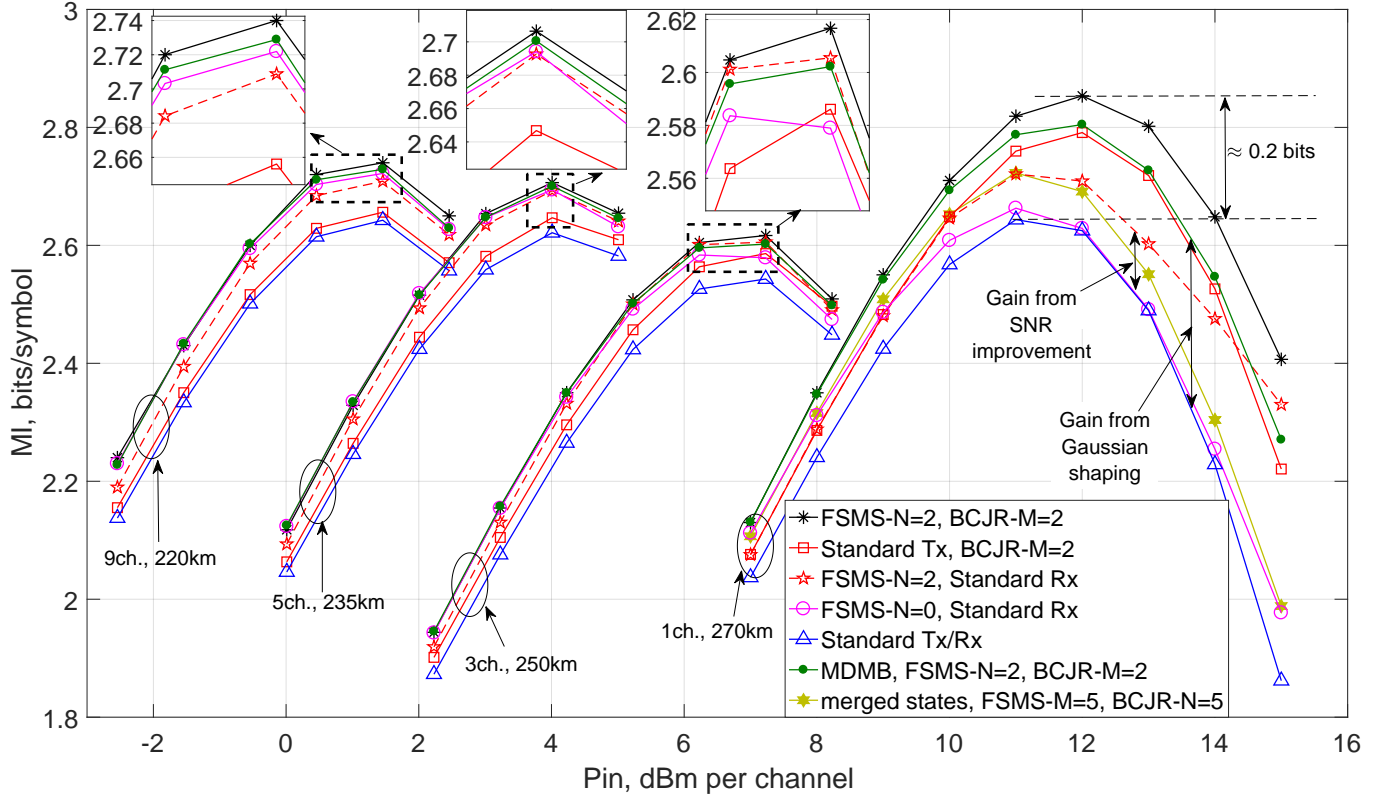 3
2.8
2.6
2.4
2.2
2
1.8
MI, bits/symbol
2.74
2.72
2.7
2.68
2.66
2.7
2.68
2.66
2.64
2.62
2.6
2.58
2.56
≈ 0.2 bits
Gain from
SNR
improvement
Gain from
Gaussian
shaping
9ch., 220km
5ch., 235km
3ch., 250km
1ch., 270km
FSMS-N=2, BCJR-M=2
Standard Tx, BCJR-M=2
FSMS-N=2, Standard Rx
FSMS-N=0, Standard Rx
Standard Tx/Rx
MDMB, FSMS-N=2, BCJR-M=2
merged states, FSMS-M=5, BCJR-N=5
-2 0 2 4 6 8 10 12 14 16
Pin, dBm per channel